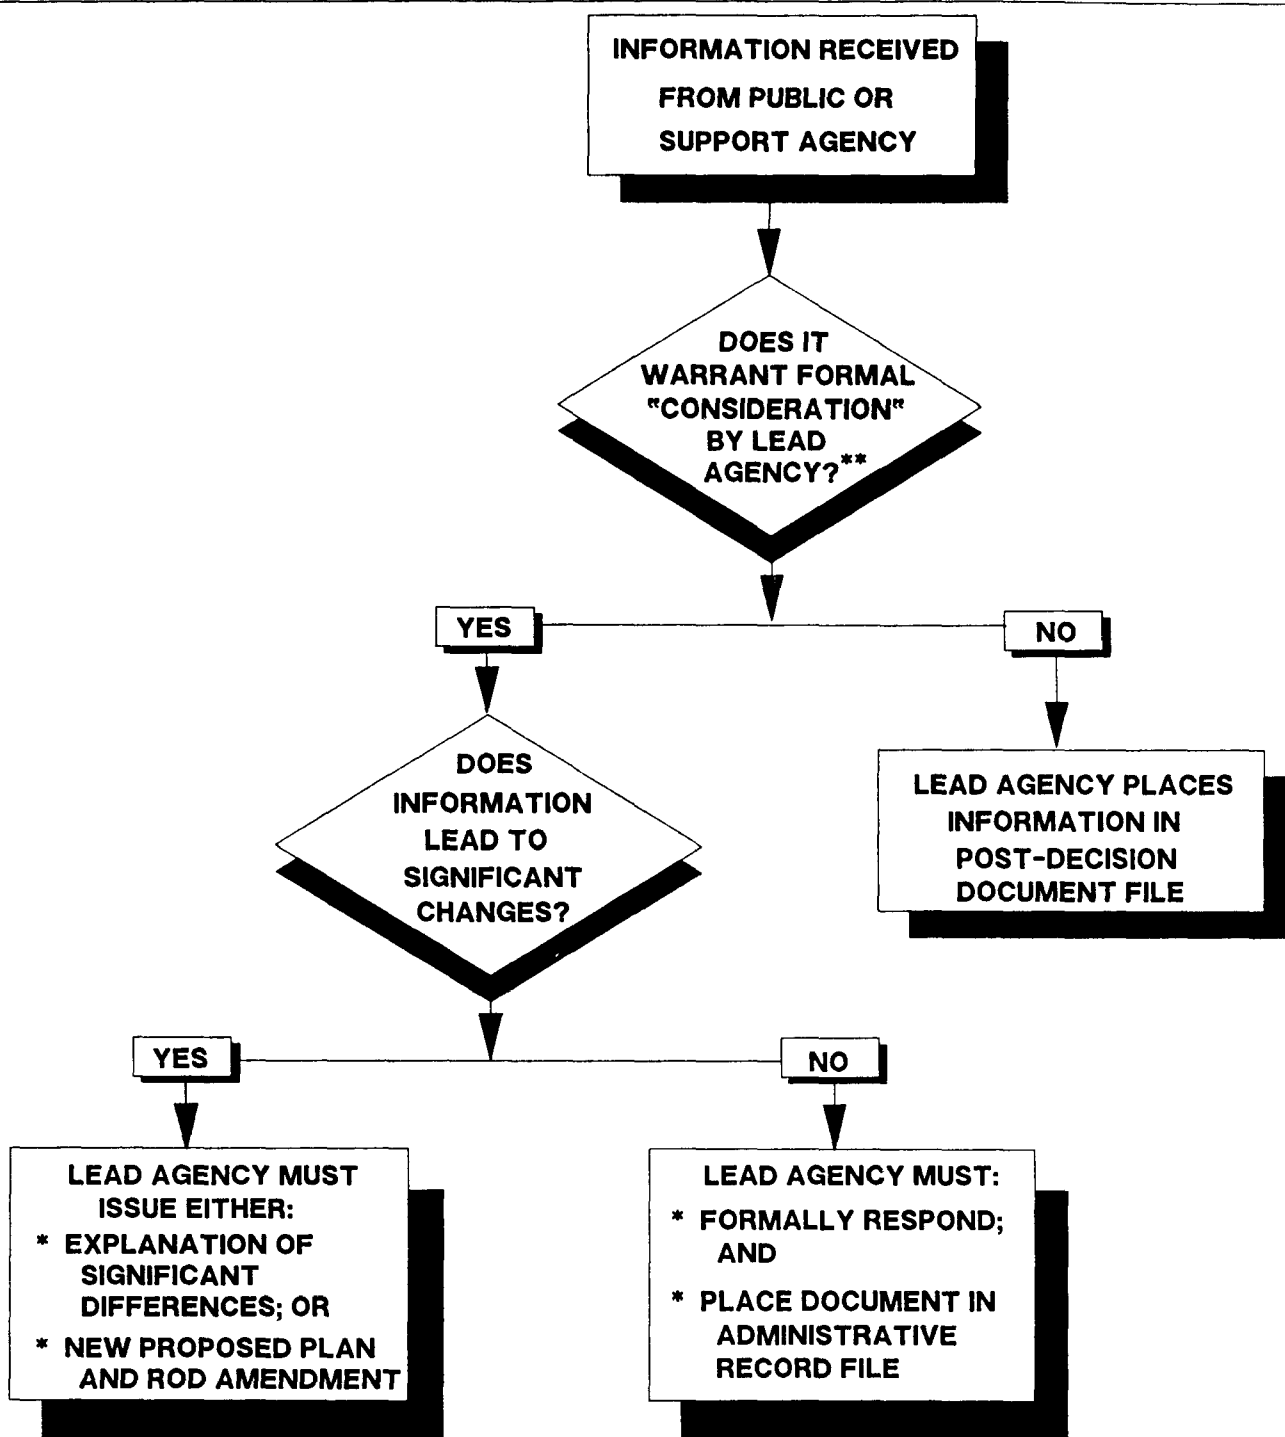 INFORMATION RECEIVED
FROM PUBLIC OR
SUPPORT AGENCY
DOES IT
WARRANT FORMAL
"CONSIDERATION"
BY LEAD
AGENCY?**
YES
NO
DOES
INFORMATION
LEAD TO
SIGNIFICANT
CHANGES?
LEAD AGENCY PLACES
INFORMATION IN
POST-DECISION
DOCUMENT FILE
YES
NO
LEAD AGENCY MUST
ISSUE EITHER:
* EXPLANATION OF
SIGNIFICANT
DIFFERENCES; OR
* NEW PROPOSED PLAN
AND ROD AMENDMENT
LEAD AGENCY MUST:
* FORMALLY RESPOND;
AND
* PLACE DOCUMENT IN
ADMINISTRATIVE
RECORD FILE